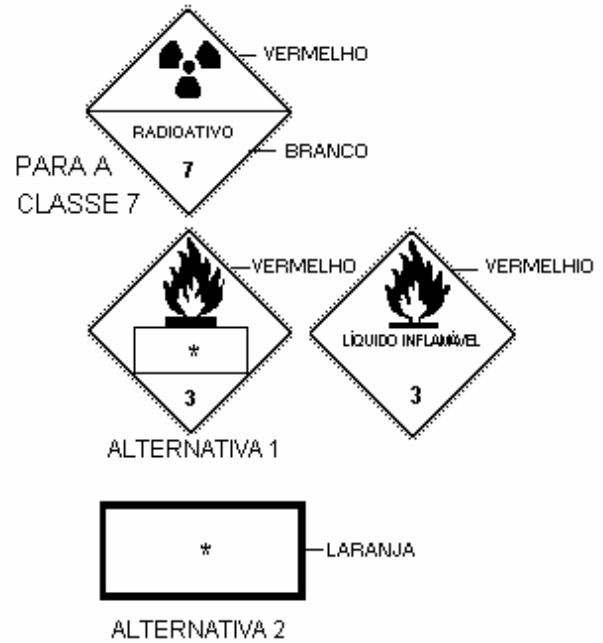 VERMELHO
RADIOATIVO
BRANCO
7
PARA A
CLASSE 7
VERMELHO
*
3
ALTERNATIVA 1
VERMELHIO
LÍQUIDO INFLAMÁVEL
3
*
LARANJA
ALTERNATIVA 2